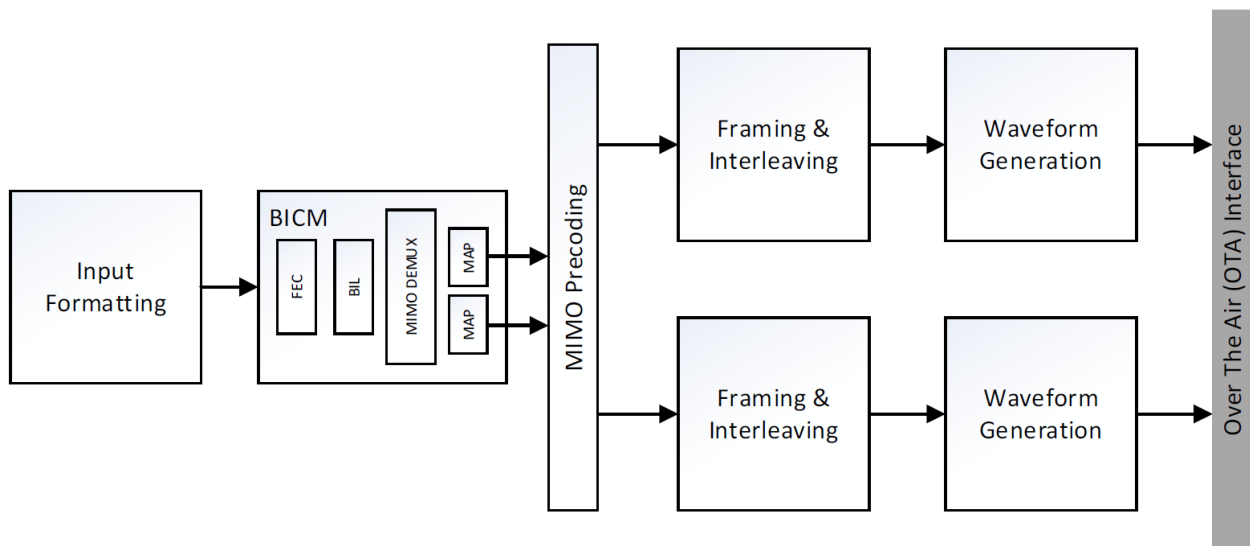 Input
Formatting
BICM
FEC
BIL
MIMO DEMUX
MAP
MAP
MIMO Precoding
Framing &
Interleaving
Waveform
Generation
Framing &
Interleaving
Waveform
Generation
Over The Air (OTA) Interface